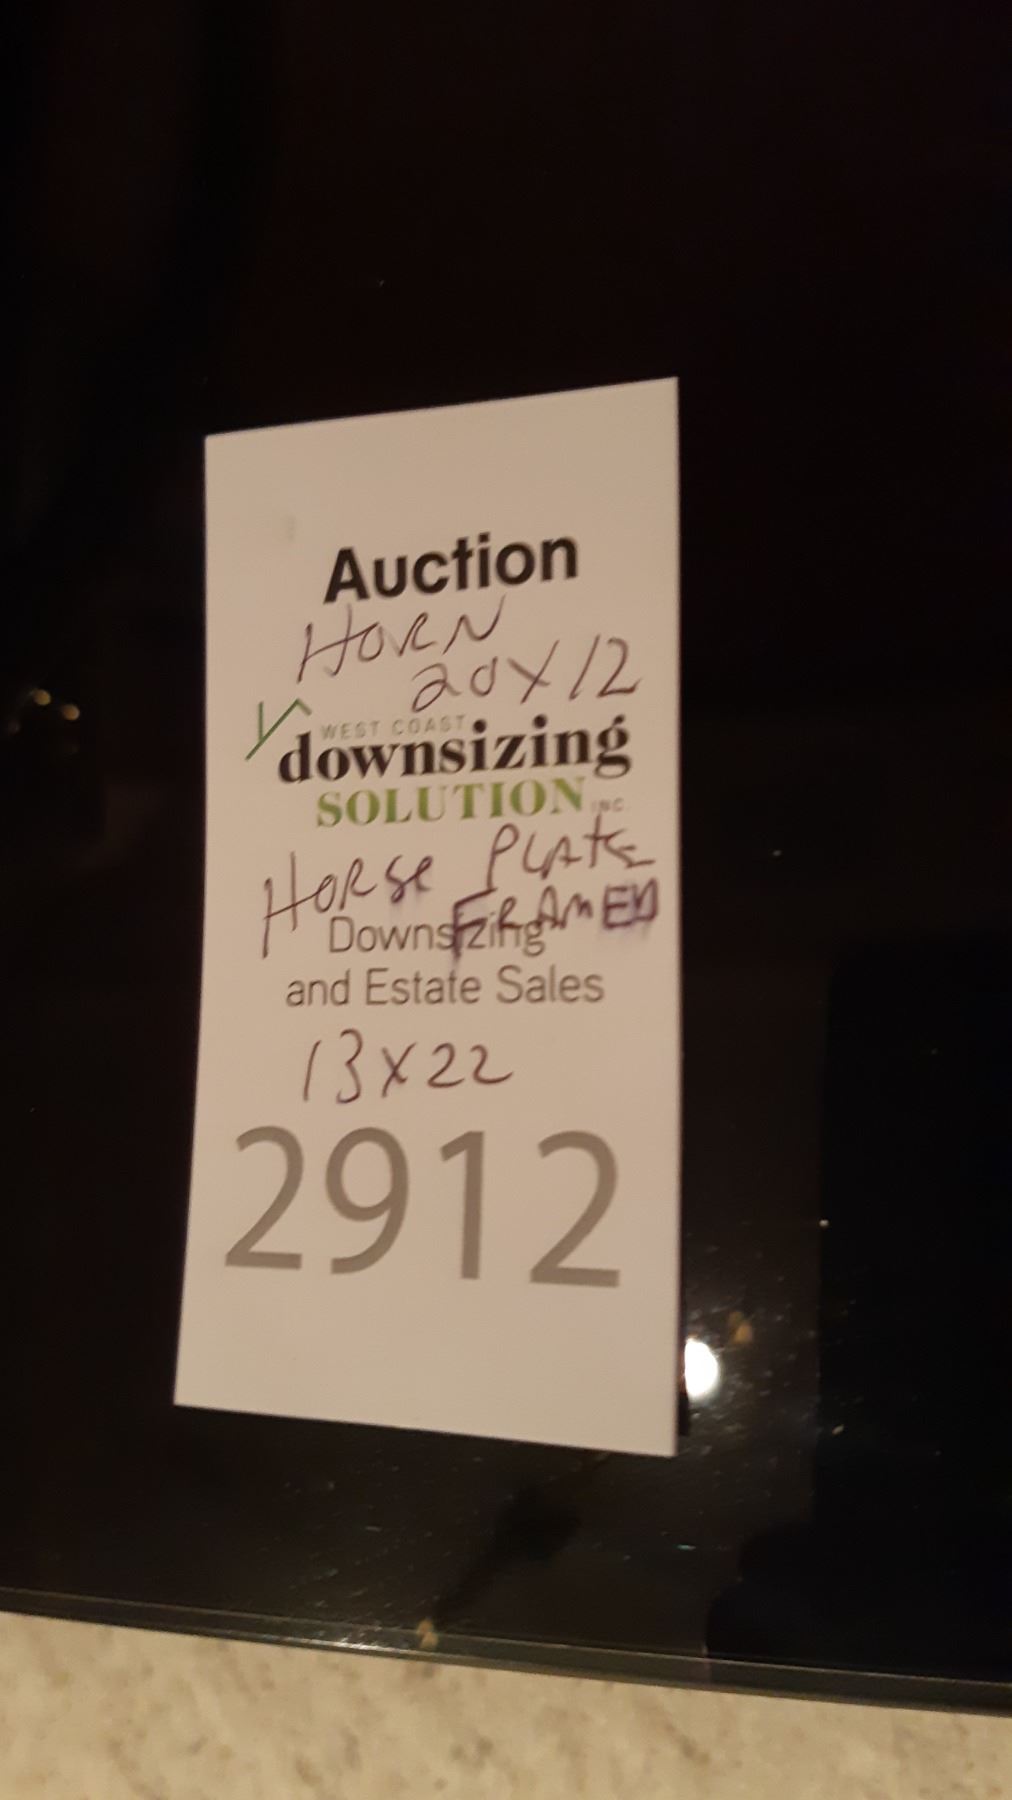 Auction
HORN
20X12
WEST COAST
downsizing
SOLUTION INC.
HORSE PLATE
FRAMED
Downsizing
and Estate Sales
13X22
2912